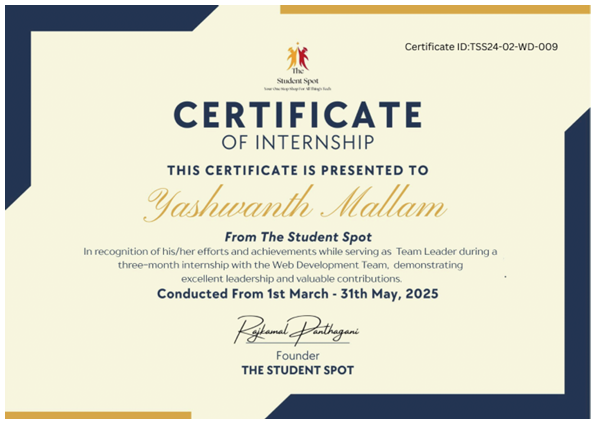 Certificate ID:TSS24-02-WD-009
The
Student Spot
Your One Stop Shop For All Things Tech
CERTIFICATE
OF INTERNSHIP
THIS CERTIFICATE IS PRESENTED TO
Yashwanth Mallam
From The Student Spot
In recognition of his/her efforts and achievements while serving as Team Leader during a
three-month internship with the Web Development Team, demonstrating
excellent leadership and valuable contributions.
Conducted From 1st March - 31th May, 2025
Rajkamal Panthagani
Founder
THE STUDENT SPOT